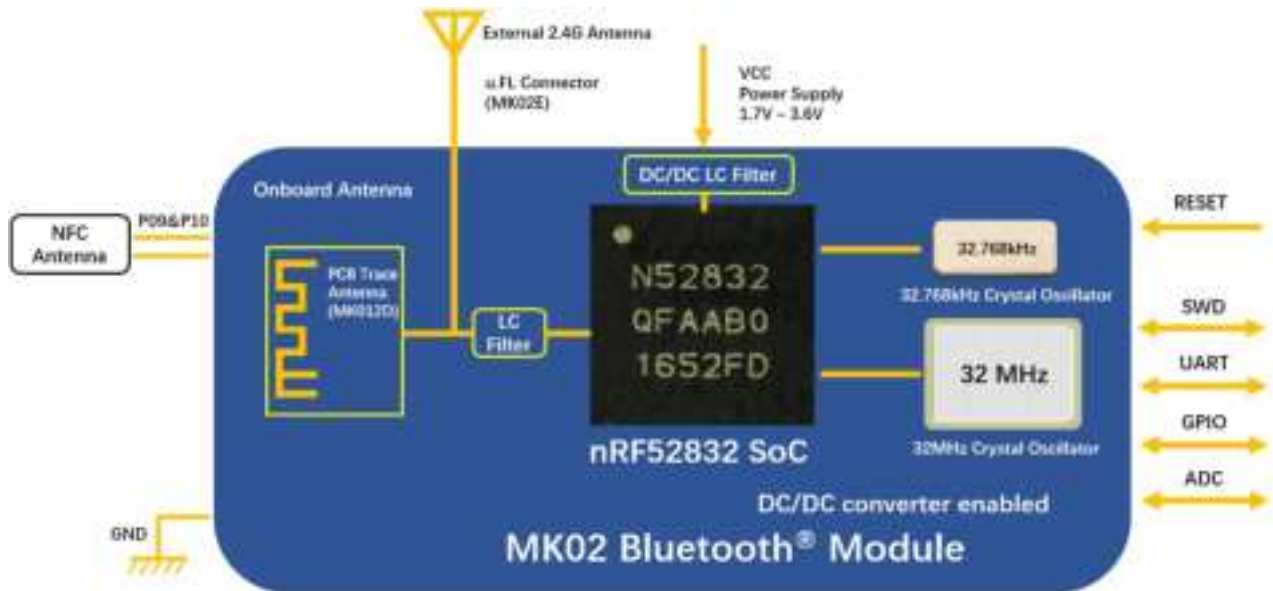 External 2.4G Antenna
u.FL Connector
(MK02E)
VCC
Power Supply
1.7V – 3.6V
DC/DC LC Filter
Onboard Antenna
P09&P10
NFC
Antenna
PCB Trace
Antenna
(MK012D)
LC
Filter
N52832
QFAAB0
1652FD
nRF52832 SoC
32.768kHz
32.768kHz Crystal Oscillator
32 MHz
32MHz Crystal Oscillator
RESET
SWD
UART
GPIO
ADC
GND
DC/DC converter enabled
MK02 Bluetooth® Module